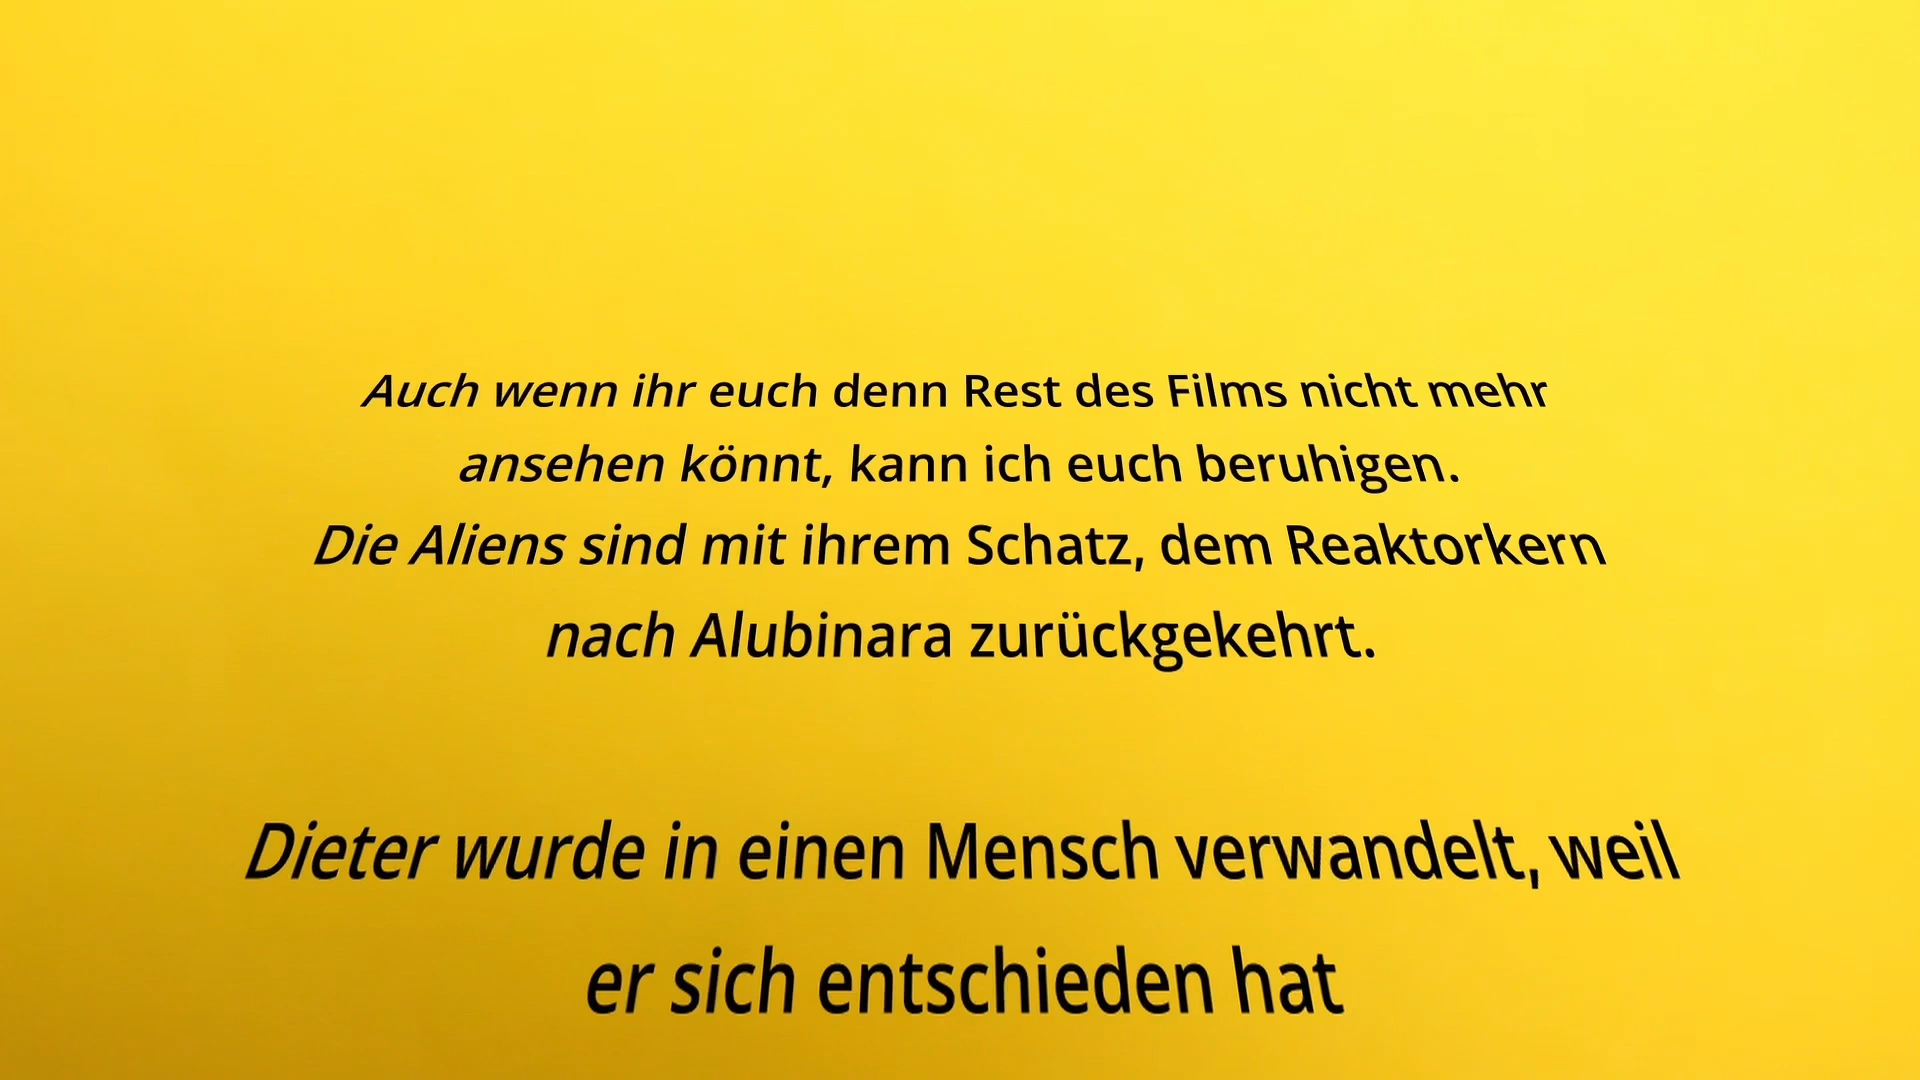 Auch wenn ihr euch denn Rest des Films nicht mehr
ansehen könnt, kann ich euch beruhigen.
Die Aliens sind mit ihrem Schatz, dem Reaktorkern
nach Alubinara zurückgekehrt.
Dieter wurde in einen Mensch verwandelt, weil
er sich entschieden hat